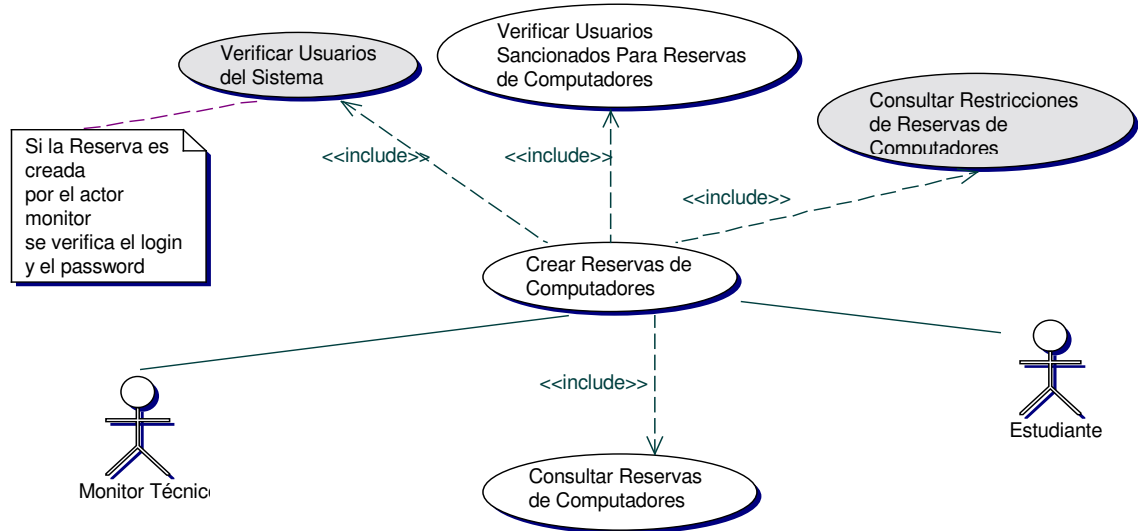 Verificar Usuarios
del Sistema
Verificar Usuarios
Sancionados Para Reservas
de Computadores
Consultar Restricciones
de Reservas de
Computadores
Si la Reserva es
creada
por el actor
monitor
se verifica el login
y el password
<<include>>
<<include>>
<<include>>
Crear Reservas de
Computadores
<<include>>
Monitor Técnico
Estudiante
Consultar Reservas
de Computadores